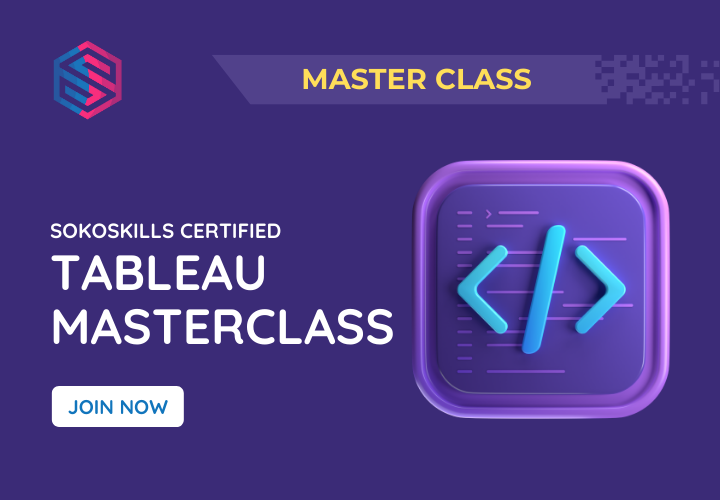 MASTER CLASS
SOKOSKILLS CERTIFIED
TABLEAU
MASTERCLASS
JOIN NOW